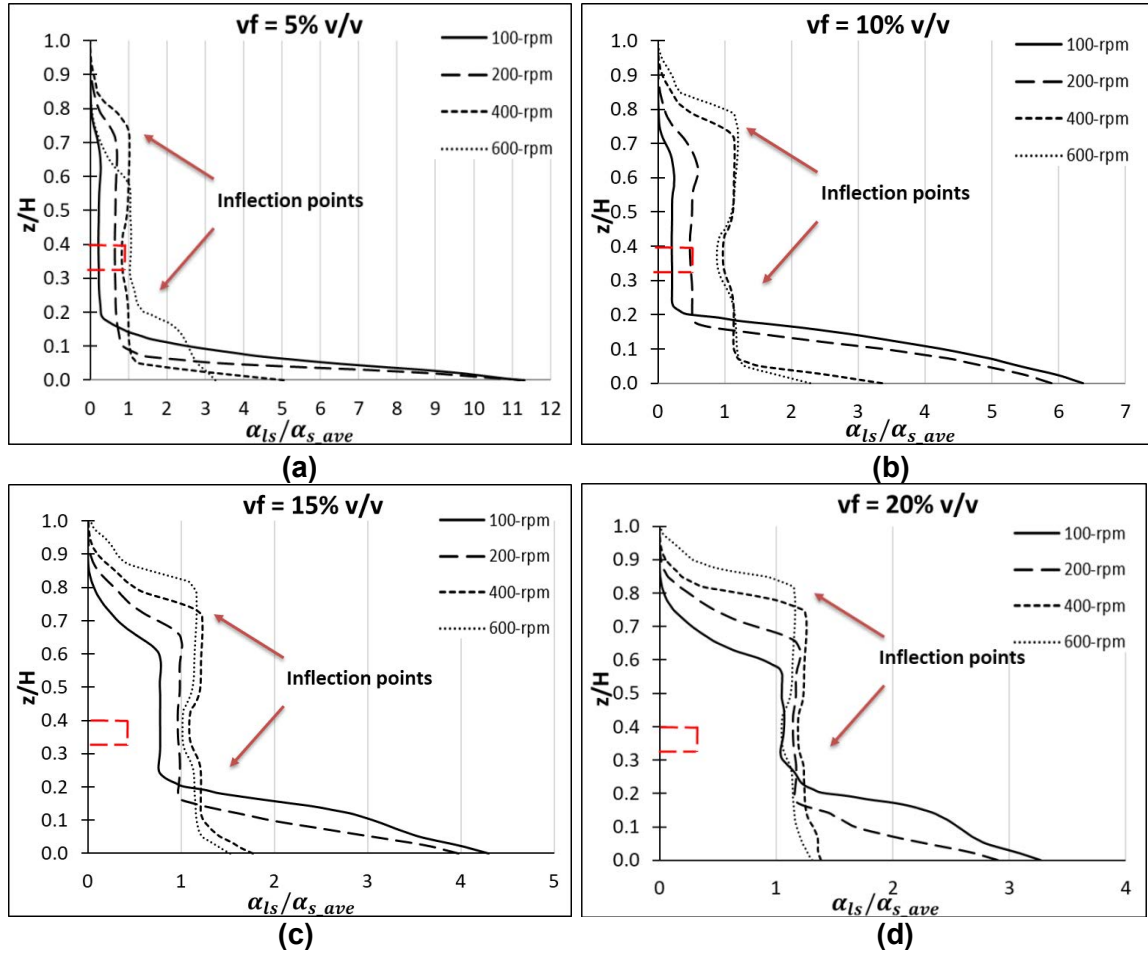 vf = 5% v/v
1.0
0.9
0.8
0.7
0.6
0.5
0.4
0.3
0.2
0.1
0.0
z/H
100-rpm
200-rpm
400-rpm
600-rpm
Inflection points
0 1 2 3 4 5 6 7 8 9 10 11 12
α_ls/α_s_ave
(a)
vf = 10% v/v
1.0
0.9
0.8
0.7
0.6
0.5
0.4
0.3
0.2
0.1
0.0
z/H
100-rpm
200-rpm
400-rpm
600-rpm
Inflection points
0 1 2 3 4 5 6 7
α_ls/α_s_ave
(b)
vf = 15% v/v
1.0
0.9
0.8
0.7
0.6
0.5
0.4
0.3
0.2
0.1
0.0
z/H
100-rpm
200-rpm
400-rpm
600-rpm
Inflection points
0 1 2 3 4 5
α_ls/α_s_ave
(c)
vf = 20% v/v
1.0
0.9
0.8
0.7
0.6
0.5
0.4
0.3
0.2
0.1
0.0
z/H
100-rpm
200-rpm
400-rpm
600-rpm
Inflection points
0 1 2 3 4
α_ls/α_s_ave
(d)